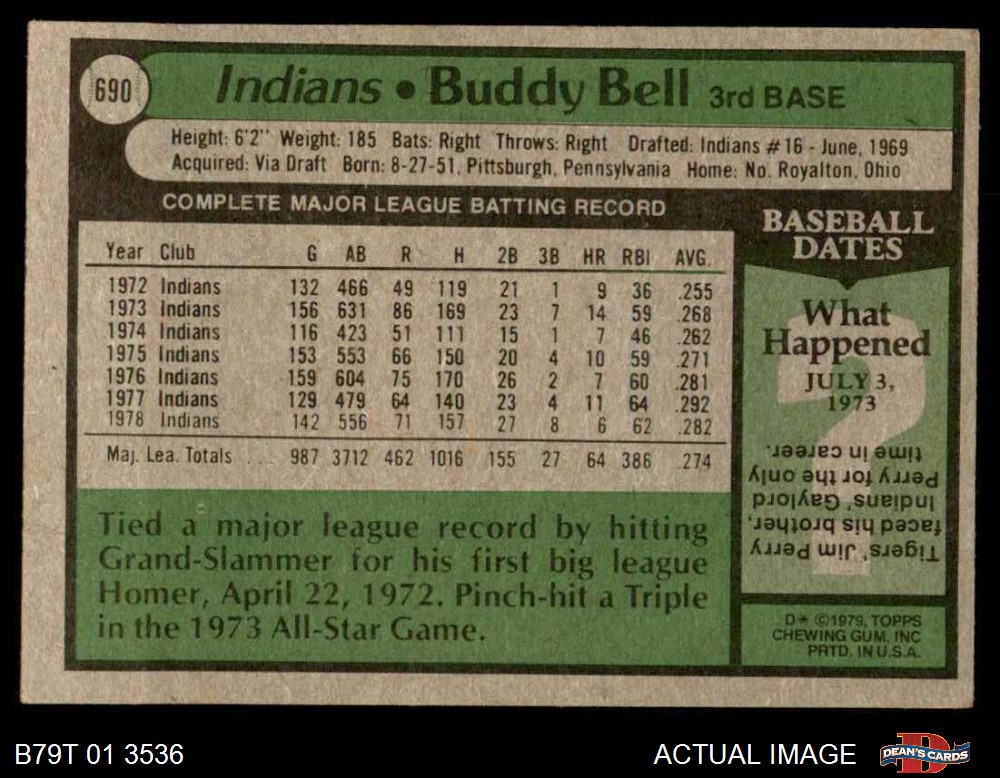 690
Indians • Buddy Bell 3rd BASE
Height: 6'2" Weight: 185 Bats: Right Throws: Right Drafted: Indians #16 - June, 1969
Acquired: Via Draft Born: 8-27-51, Pittsburgh, Pennsylvania Home: No. Royalton, Ohio
COMPLETE MAJOR LEAGUE BATTING RECORD
Year Club G AB R H 2B 3B HR RBI AVG.
1972 Indians 132 466 49 119 21 1 9 36 .255
1973 Indians 156 631 86 169 23 7 14 59 .268
1974 Indians 116 423 51 111 15 1 7 46 .262
1975 Indians 153 553 66 150 20 4 10 59 .271
1976 Indians 159 604 75 170 26 2 7 60 .281
1977 Indians 129 479 64 140 23 4 11 64 .292
1978 Indians 142 556 71 157 27 8 6 62 .282
Maj. Lea. Totals ... 987 3712 462 1016 155 27 64 386 .274
Tied a major league record by hitting
Grand-Slammer for his first big league
Homer, April 22, 1972. Pinch-hit a Triple
in the 1973 All-Star Game.
BASEBALL
DATES
What
Happened
JULY 3,
1973
?
Tigers' Jim Perry
faced his brother,
Indians' Gaylord
Perry for the only
time in career.
D* ©1979, TOPPS
CHEWING GUM, INC
PRTD. IN U.S.A.
B79T 01 3536
ACTUAL IMAGE
D
DEAN'S CARDS